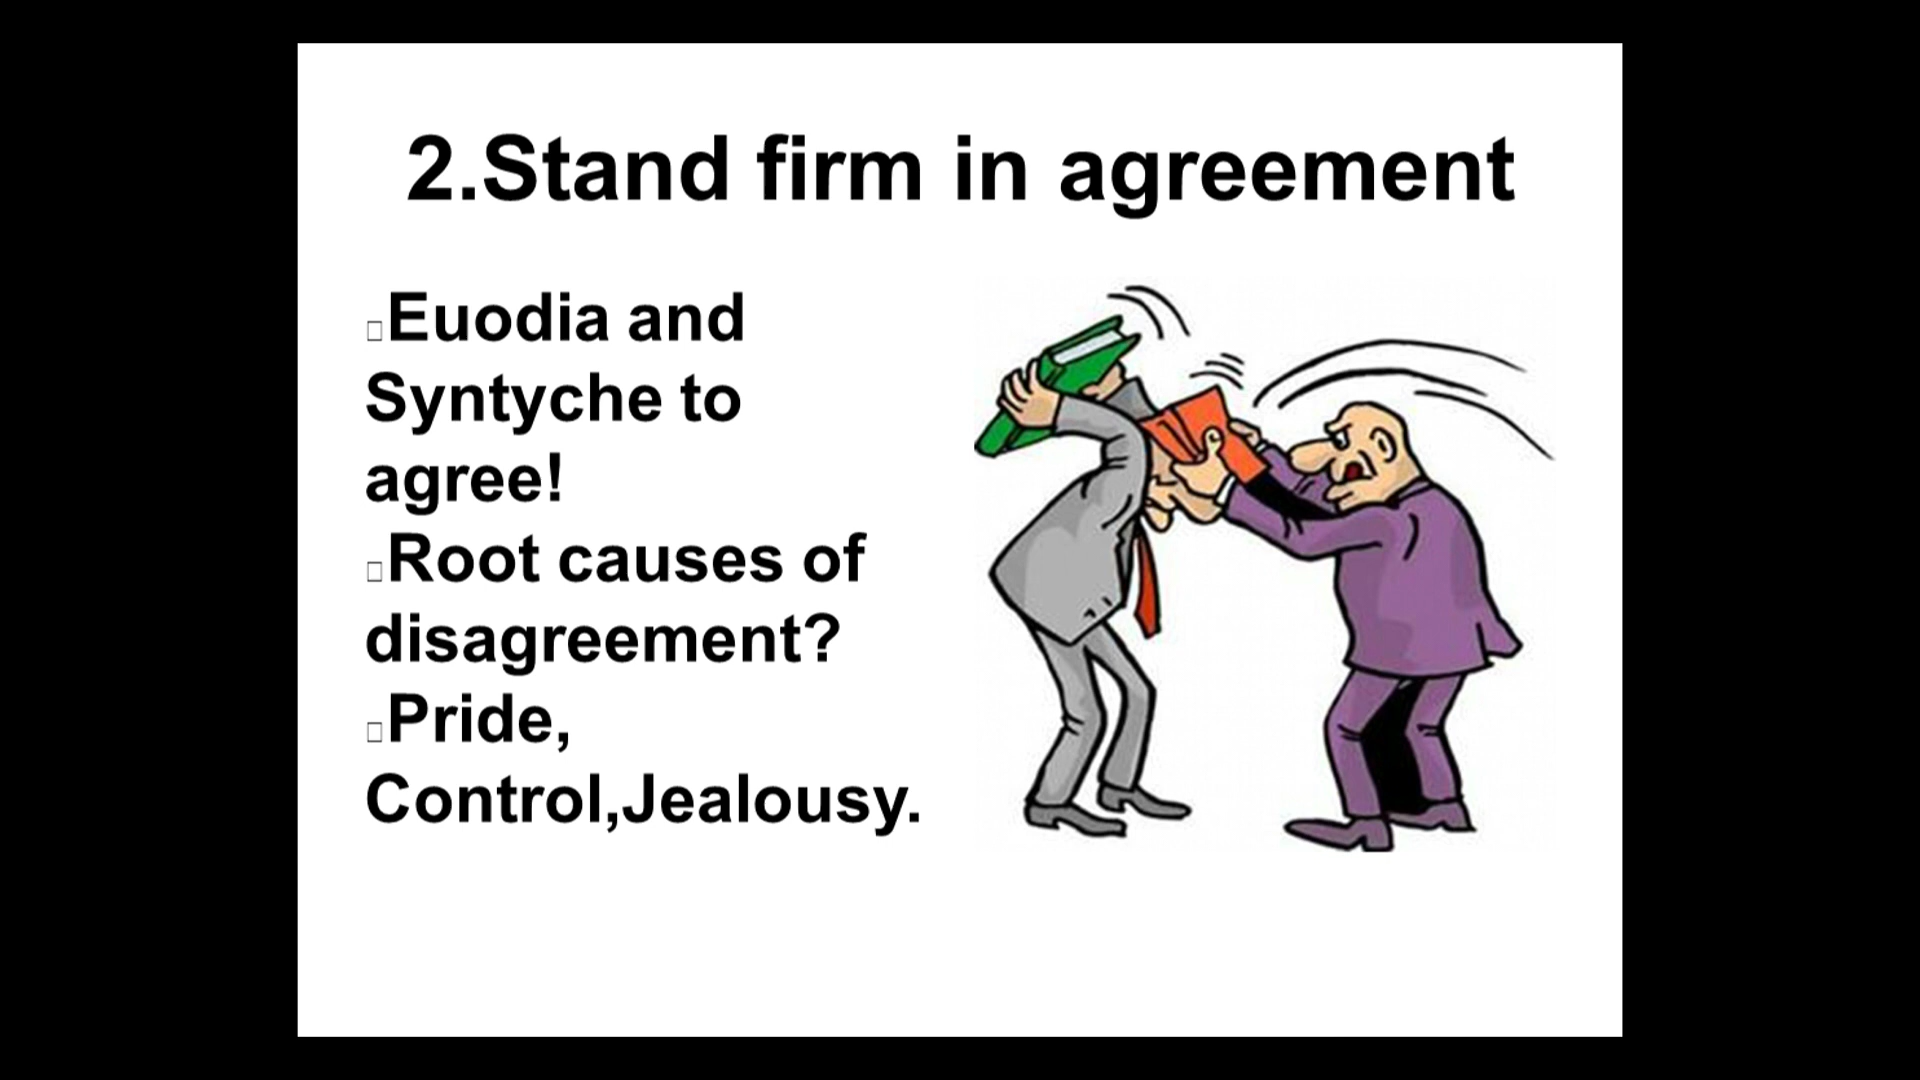 2.Stand firm in agreement
Euodia and
Syntyche to
agree!
Root causes of
disagreement?
Pride,
Control,Jealousy.